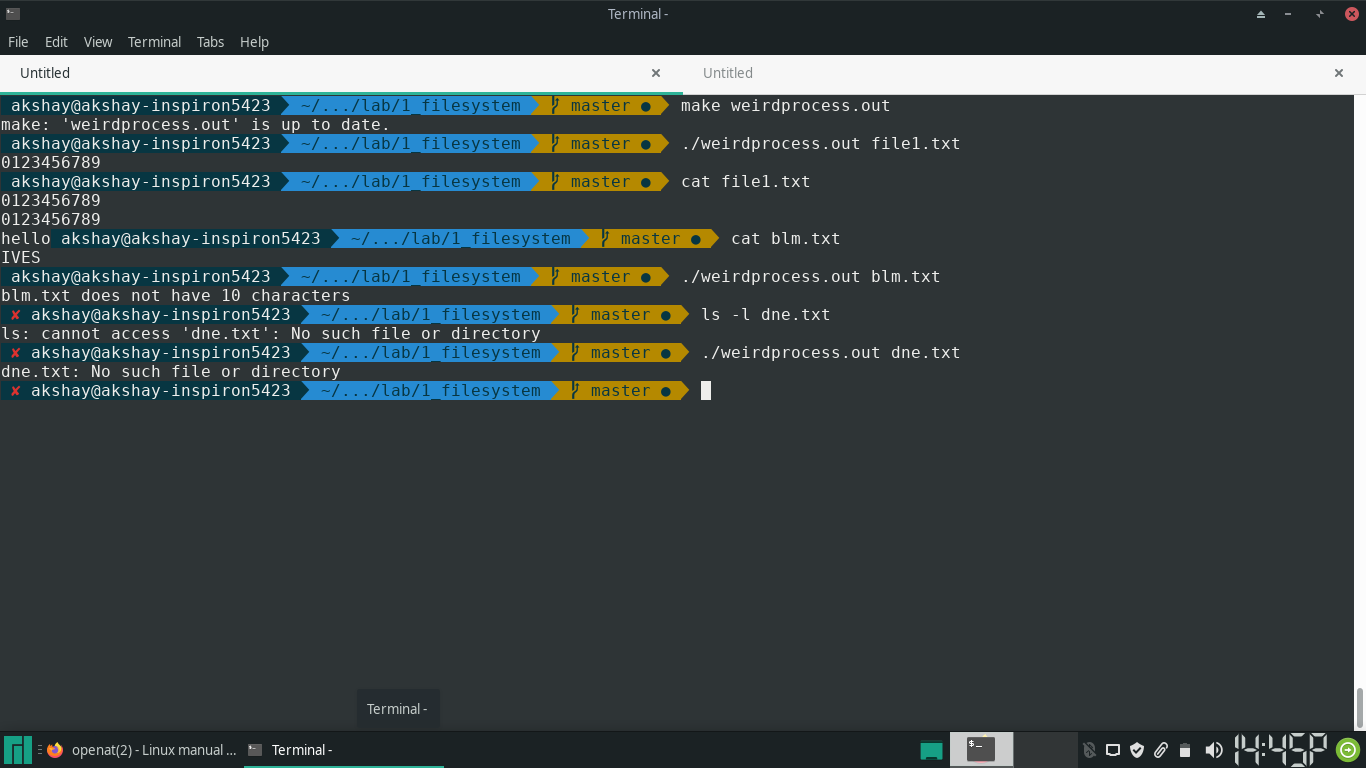 Terminal -
File Edit View Terminal Tabs Help
Untitled Untitled
akshay@akshay-inspiron5423 ~/.../lab/1_filesystem master ● make weirdprocess.out
make: 'weirdprocess.out' is up to date.
akshay@akshay-inspiron5423 ~/.../lab/1_filesystem master ● ./weirdprocess.out file1.txt
0123456789
akshay@akshay-inspiron5423 ~/.../lab/1_filesystem master ● cat file1.txt
0123456789
0123456789
hello akshay@akshay-inspiron5423 ~/.../lab/1_filesystem master ● cat blm.txt
IVES
akshay@akshay-inspiron5423 ~/.../lab/1_filesystem master ● ./weirdprocess.out blm.txt
blm.txt does not have 10 characters
✘ akshay@akshay-inspiron5423 ~/.../lab/1_filesystem master ● ls -l dne.txt
ls: cannot access 'dne.txt': No such file or directory
✘ akshay@akshay-inspiron5423 ~/.../lab/1_filesystem master ● ./weirdprocess.out dne.txt
dne.txt: No such file or directory
✘ akshay@akshay-inspiron5423 ~/.../lab/1_filesystem master ●
Terminal -
openat(2) - Linux manual ... Terminal - 14:45P